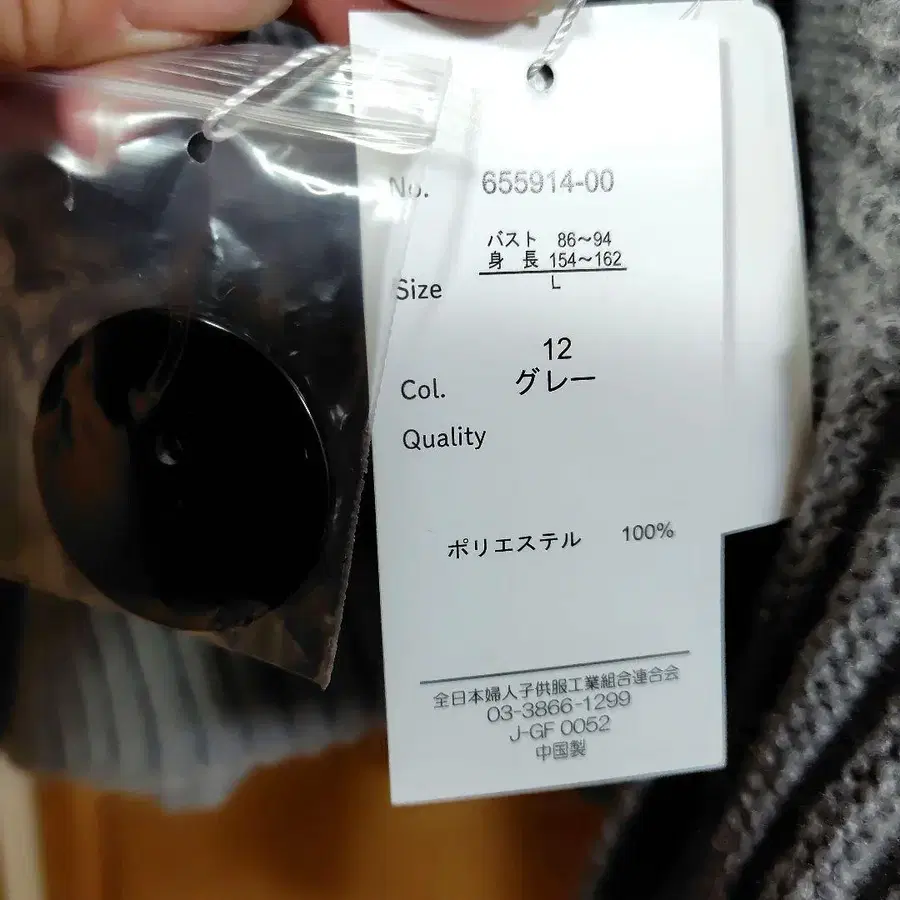 No. 655914-00
バスト 86～94
身 長 154～162
Size L
12
Col. グレー
Quality
ポリエステル 100%
全日本婦人子供服工業組合連合会
03-3866-1299
J-GF 0052
中国製